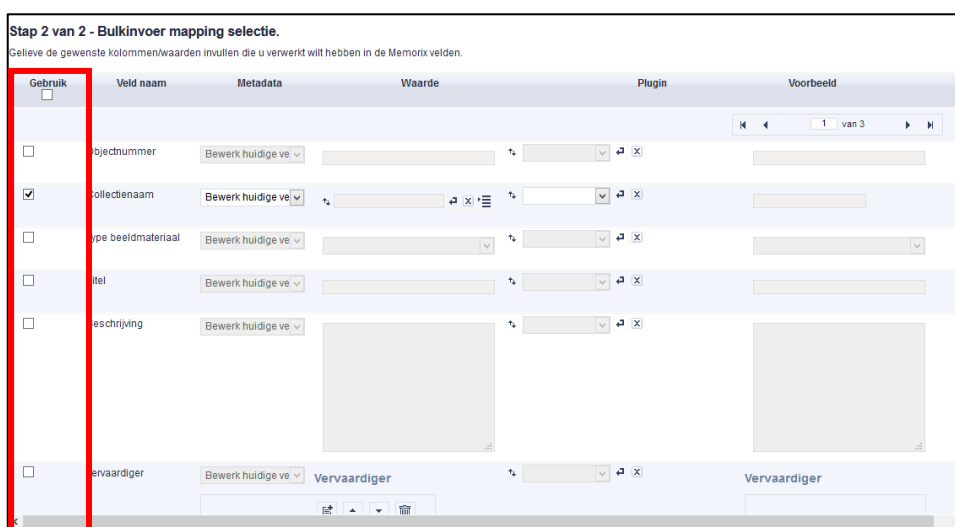 Stap 2 van 2 - Bulkinvoer mapping selectie.
Gelieve de gewenste kolommen/waarden invullen die u verwerkt wilt hebben in de Memorix velden.
Gebruik Veld naam Metadata Waarde Plugin Voorbeeld
1 van 3
bjectnummer Bewerk huidige ve
ollectienaam Bewerk huidige ve
ype beeldmateriaal Bewerk huidige ve
itel Bewerk huidige ve
eschrijving Bewerk huidige ve
ervaardiger Bewerk huidige ve Vervaardiger Vervaardiger